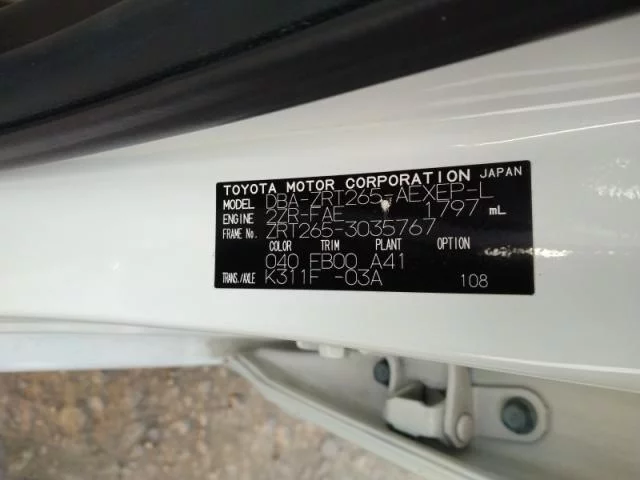 TOYOTA MOTOR CORPORATION JAPAN
MODEL DBA-ZRT265-AEXEP-L
ENGINE 2ZR-FAE 1797 mL
FRAME No. ZRT265-3035767
COLOR TRIM PLANT OPTION
040 FB00 A41
TRANS./AXLE K311F -03A 108